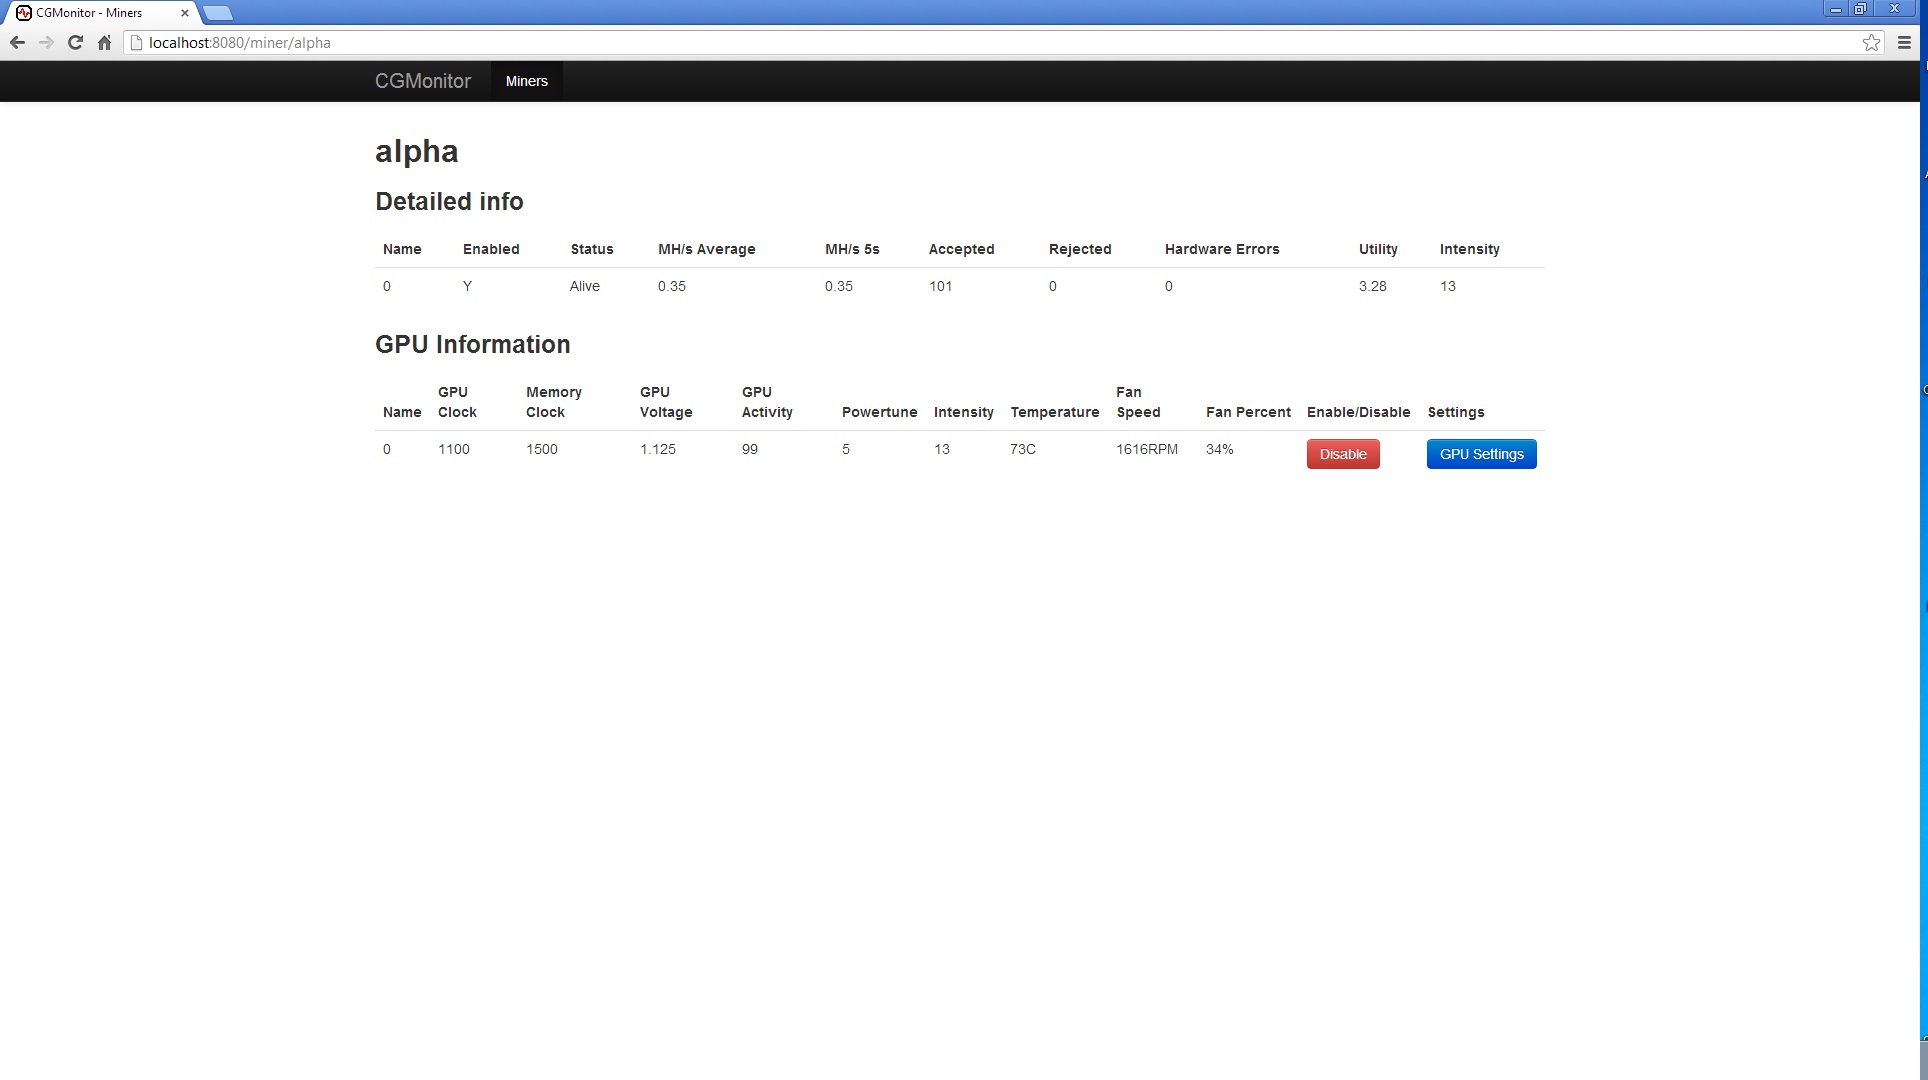 CGMonitor - Miners
localhost:8080/miner/alpha
CGMonitor Miners
alpha
Detailed info
Name Enabled Status MH/s Average MH/s 5s Accepted Rejected Hardware Errors Utility Intensity
0 Y Alive 0.35 0.35 101 0 0 3.28 13
GPU Information
Name GPU Clock Memory Clock GPU Voltage GPU Activity Powertune Intensity Temperature Fan Speed Fan Percent Enable/Disable Settings
0 1100 1500 1.125 99 5 13 73C 1616RPM 34% Disable GPU Settings